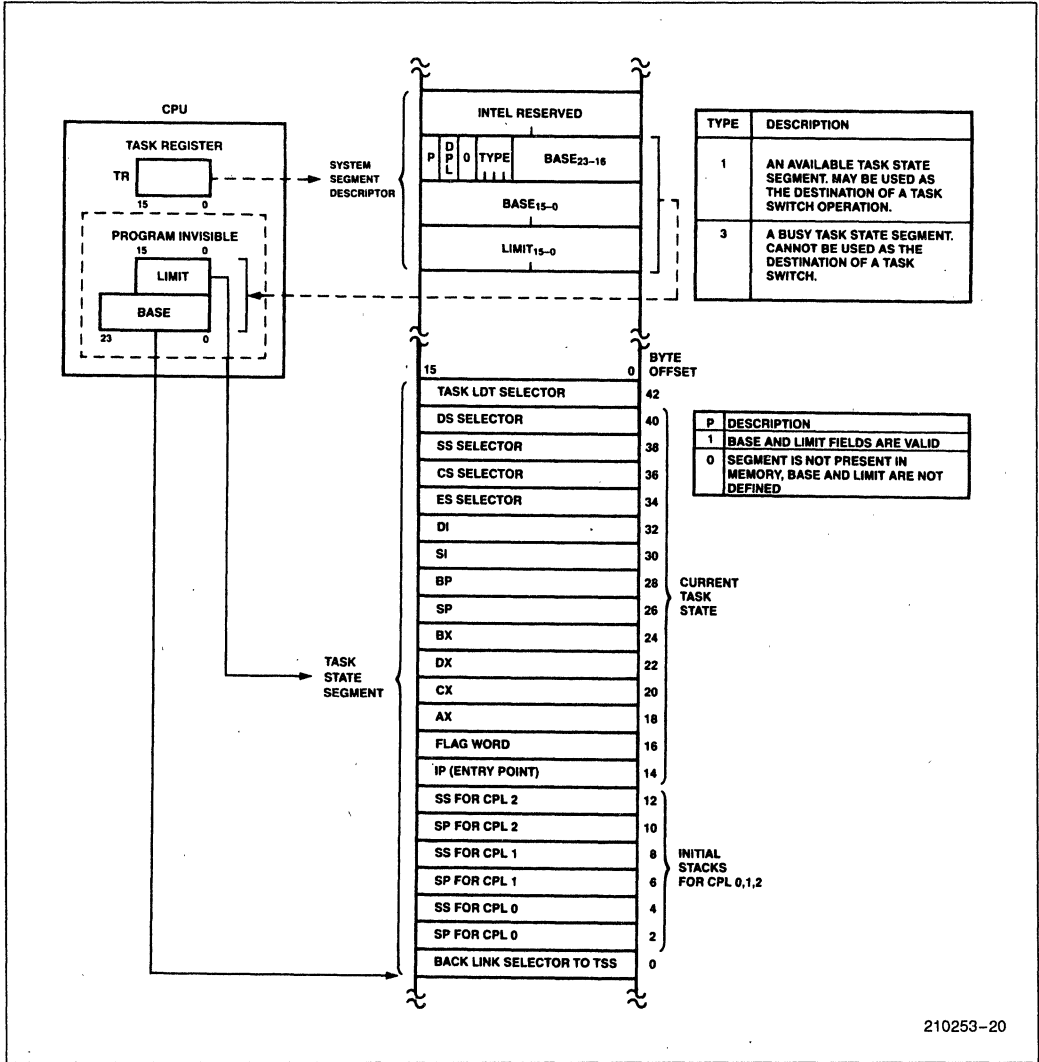 CPU
TASK REGISTER
TR
15 0
PROGRAM INVISIBLE
15 0
LIMIT
BASE
23 0
SYSTEM
SEGMENT
DESCRIPTOR
INTEL RESERVED
P DPL 0 TYPE BASE23–16
BASE15–0
LIMIT15–0
TYPE DESCRIPTION
1 AN AVAILABLE TASK STATE
SEGMENT. MAY BE USED AS
THE DESTINATION OF A TASK
SWITCH OPERATION.
3 A BUSY TASK STATE SEGMENT.
CANNOT BE USED AS THE
DESTINATION OF A TASK
SWITCH.
15 0
BYTE
OFFSET
TASK LDT SELECTOR 42
DS SELECTOR 40
SS SELECTOR 38
CS SELECTOR 36
ES SELECTOR 34
DI 32
SI 30
BP 28
SP 26
BX 24
DX 22
CX 20
AX 18
FLAG WORD 16
IP (ENTRY POINT) 14
SS FOR CPL 2 12
SP FOR CPL 2 10
SS FOR CPL 1 8
SP FOR CPL 1 6
SS FOR CPL 0 4
SP FOR CPL 0 2
BACK LINK SELECTOR TO TSS 0
P DESCRIPTION
1 BASE AND LIMIT FIELDS ARE VALID
0 SEGMENT IS NOT PRESENT IN
MEMORY, BASE AND LIMIT ARE NOT
DEFINED
CURRENT
TASK
STATE
TASK
STATE
SEGMENT
INITIAL
STACKS
FOR CPL 0,1,2
210253–20